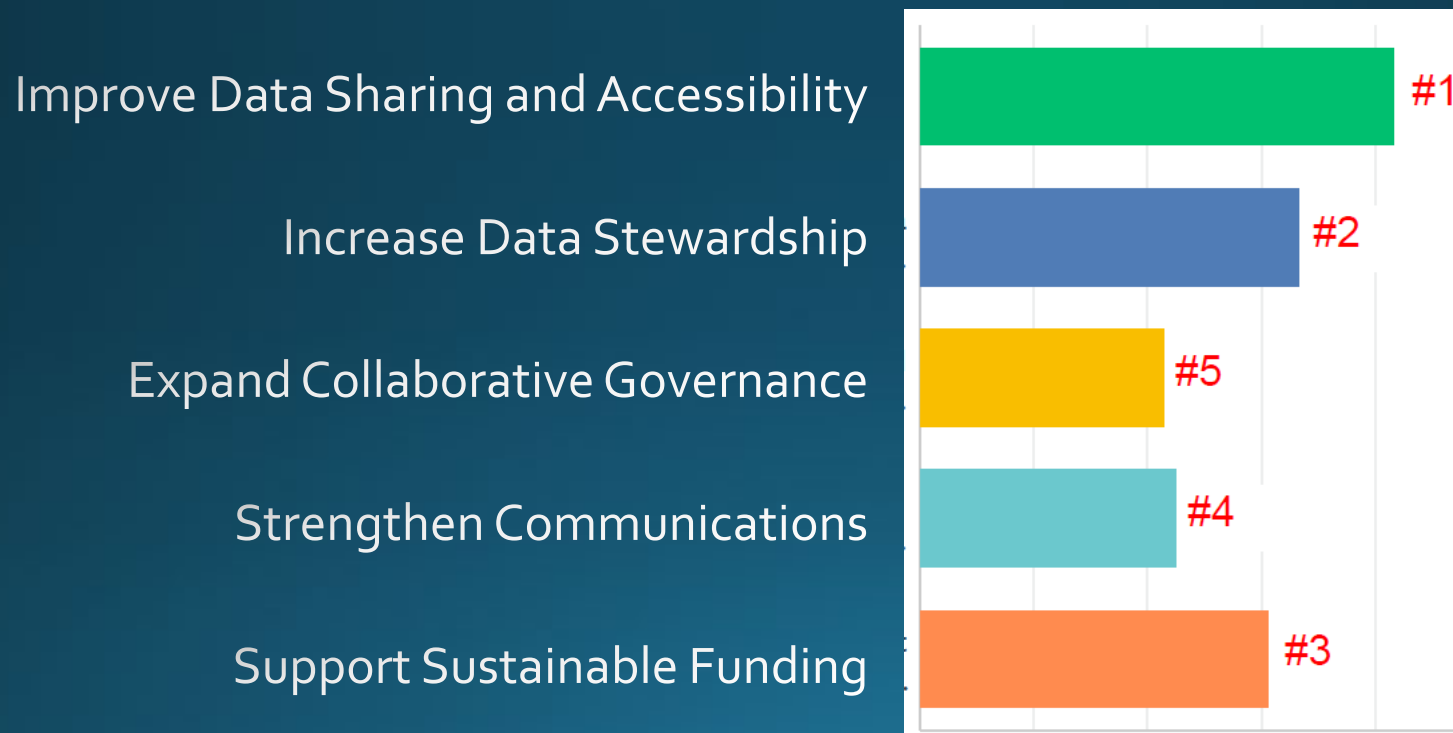 Improve Data Sharing and Accessibility #1
Increase Data Stewardship #2
Expand Collaborative Governance #5
Strengthen Communications #4
Support Sustainable Funding #3